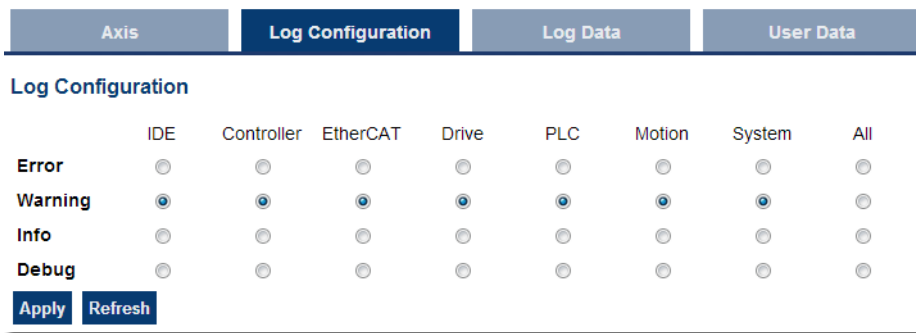 Axis Log Configuration Log Data User Data
Log Configuration
IDE Controller EtherCAT Drive PLC Motion System All
Error
Warning
Info
Debug
Apply Refresh